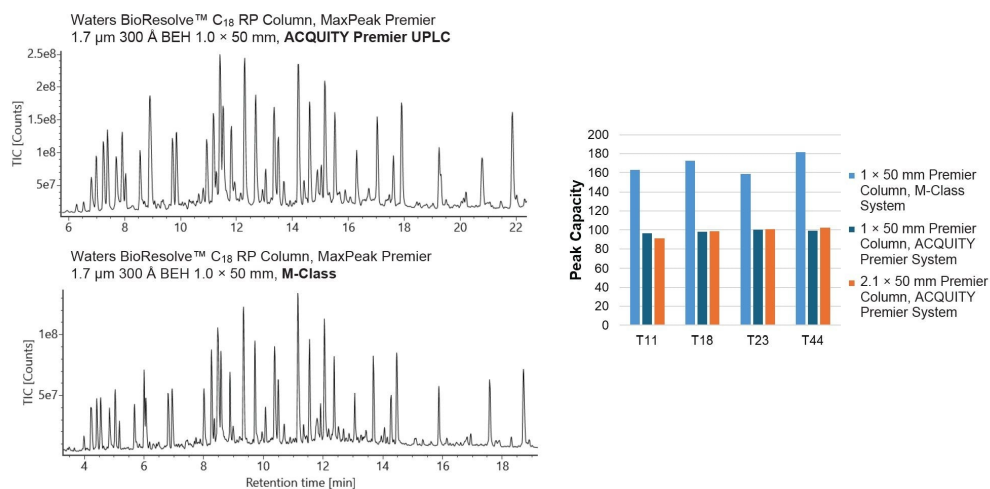 Waters BioResolve™ C₁₈ RP Column, MaxPeak Premier
1.7 µm 300 Å BEH 1.0 × 50 mm, ACQUITY Premier UPLC
TIC [Counts]
2.5e8
2e8
1.5e8
1e8
5e7
6 8 10 12 14 16 18 20 22
Waters BioResolve™ C₁₈ RP Column, MaxPeak Premier
1.7 µm 300 Å BEH 1.0 × 50 mm, M-Class
TIC [Counts]
1e8
5e7
4 6 8 10 12 14 16 18
Retention time [min]
Peak Capacity
200
180
160
140
120
100
80
60
40
20
0
T11 T18 T23 T44
1 × 50 mm Premier
Column, M-Class
System
1 × 50 mm Premier
Column, ACQUITY
Premier System
2.1 × 50 mm Premier
Column, ACQUITY
Premier System